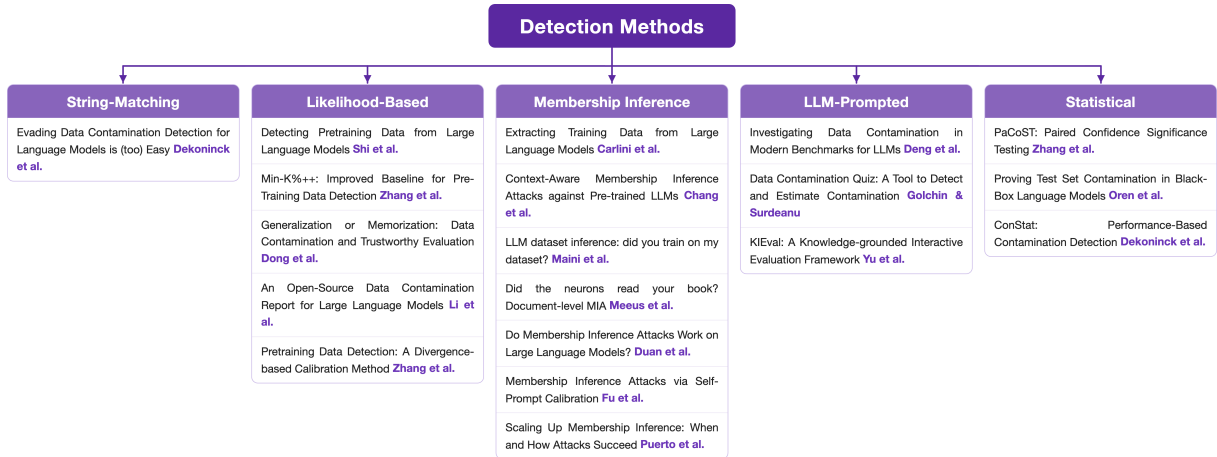 Detection Methods
String-Matching
Evading Data Contamination Detection for
Language Models is (too) Easy Dekoninck
et al.
Likelihood-Based
Detecting Pretraining Data from Large
Language Models Shi et al.
Min-K%++: Improved Baseline for Pre-
Training Data Detection Zhang et al.
Generalization or Memorization: Data
Contamination and Trustworthy Evaluation
Dong et al.
An Open-Source Data Contamination
Report for Large Language Models Li et
al.
Pretraining Data Detection: A Divergence-
based Calibration Method Zhang et al.
Membership Inference
Extracting Training Data from Large
Language Models Carlini et al.
Context-Aware Membership Inference
Attacks against Pre-trained LLMs Chang
et al.
LLM dataset inference: did you train on my
dataset? Maini et al.
Did the neurons read your book?
Document-level MIA Meeus et al.
Do Membership Inference Attacks Work on
Large Language Models? Duan et al.
Membership Inference Attacks via Self-
Prompt Calibration Fu et al.
Scaling Up Membership Inference: When
and How Attacks Succeed Puerto et al.
LLM-Prompted
Investigating Data Contamination in
Modern Benchmarks for LLMs Deng et al.
Data Contamination Quiz: A Tool to Detect
and Estimate Contamination Golchin &
Surdeanu
KIEval: A Knowledge-grounded Interactive
Evaluation Framework Yu et al.
Statistical
PaCoST: Paired Confidence Significance
Testing Zhang et al.
Proving Test Set Contamination in Black-
Box Language Models Oren et al.
ConStat: Performance-Based
Contamination Detection Dekoninck et al.